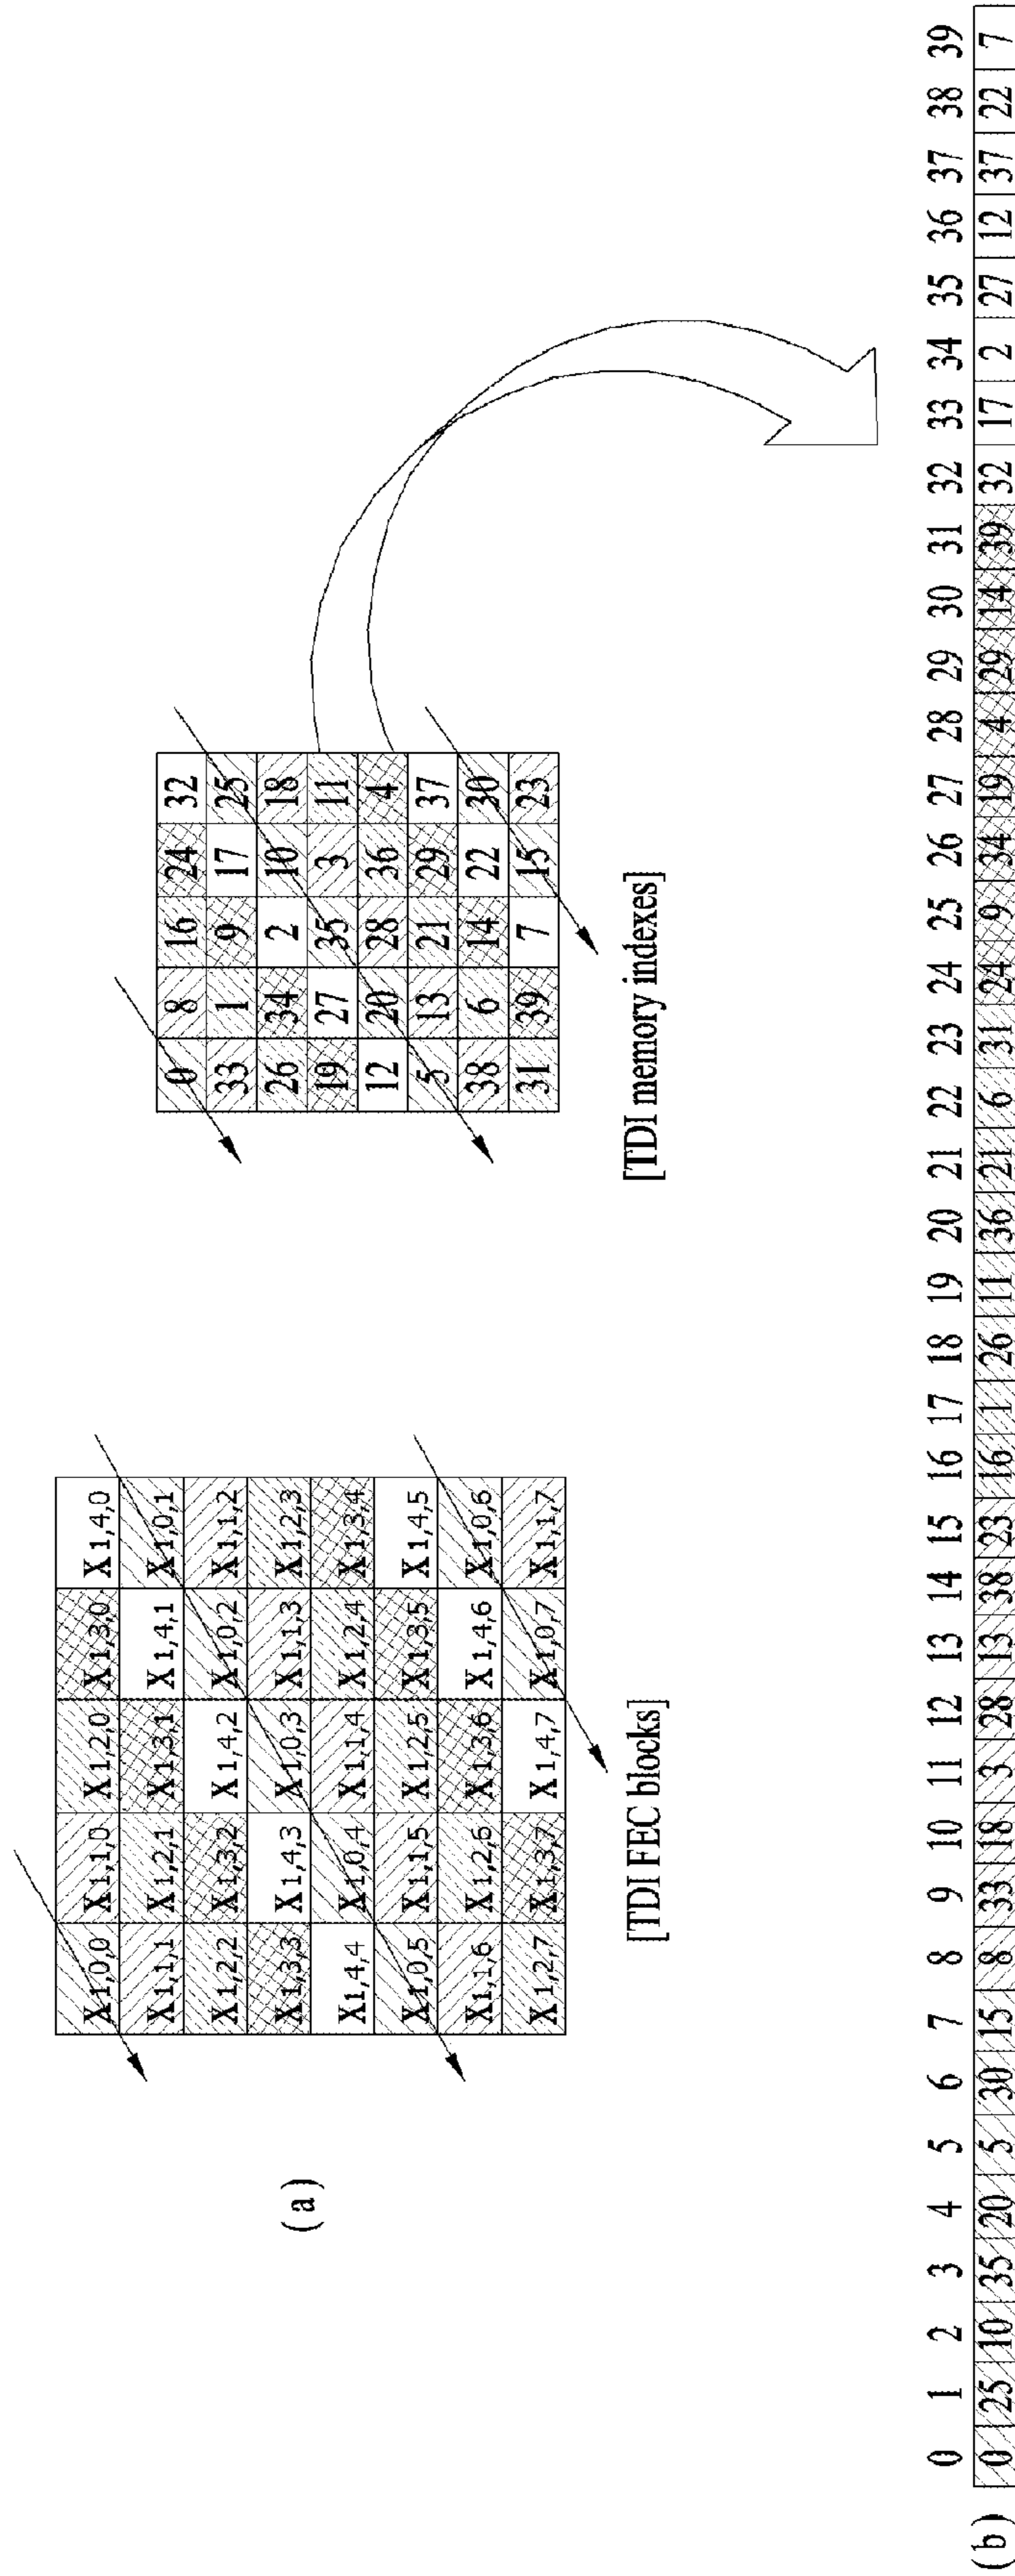 (a)
X1,0,0 X1,1,0 X1,2,0 X1,3,0 X1,4,0
X1,1,1 X1,2,1 X1,3,1 X1,4,1 X1,0,1
X1,2,2 X1,3,2 X1,4,2 X1,0,2 X1,1,2
X1,3,3 X1,4,3 X1,0,3 X1,1,3 X1,2,3
X1,4,4 X1,0,4 X1,1,4 X1,2,4 X1,3,4
X1,0,5 X1,1,5 X1,2,5 X1,3,5 X1,4,5
X1,1,6 X1,2,6 X1,3,6 X1,4,6 X1,0,6
X1,2,7 X1,3,7 X1,4,7 X1,0,7 X1,1,7
[TDI FEC blocks]
0 8 16 24 32
33 1 9 17 25
26 34 2 10 18
19 27 35 3 11
12 20 28 36 4
5 13 21 29 37
38 6 14 22 30
31 39 7 15 23
[TDI memory indexes]
0 1 2 3 4 5 6 7 8 9 10 11 12 13 14 15 16 17 18 19 20 21 22 23 24 25 26 27 28 29 30 31 32 33 34 35 36 37 38 39
(b) 0 25 10 35 20 5 30 15 8 33 18 3 28 13 38 23 16 1 26 11 36 21 6 31 24 9 34 19 4 29 14 39 32 17 2 27 12 37 22 7